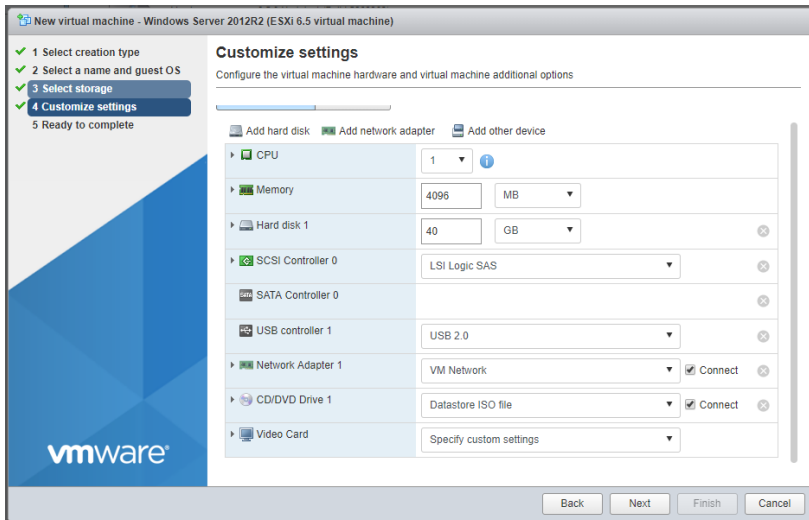 New virtual machine - Windows Server 2012R2 (ESXi 6.5 virtual machine)
1 Select creation type
2 Select a name and guest OS
3 Select storage
4 Customize settings
5 Ready to complete
vmware
Customize settings
Configure the virtual machine hardware and virtual machine additional options
Add hard disk Add network adapter Add other device
CPU 1
Memory 4096 MB
Hard disk 1 40 GB
SCSI Controller 0 LSI Logic SAS
SATA Controller 0
USB controller 1 USB 2.0
Network Adapter 1 VM Network Connect
CD/DVD Drive 1 Datastore ISO file Connect
Video Card Specify custom settings
Back Next Finish Cancel